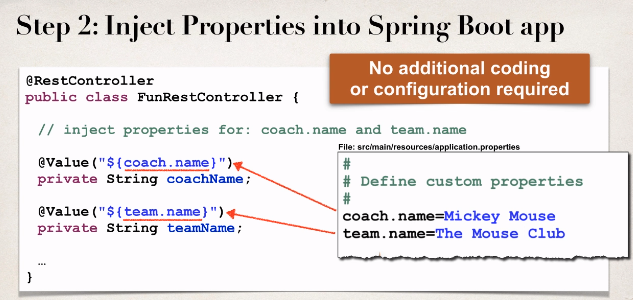 Step 2: Inject Properties into Spring Boot app
No additional coding
or configuration required
@RestController
public class FunRestController {
// inject properties for: coach.name and team.name
@Value("${coach.name}")
private String coachName;
@Value("${team.name}")
private String teamName;
…
}
File: src/main/resources/application.properties
#
# Define custom properties
#
coach.name=Mickey Mouse
team.name=The Mouse Club